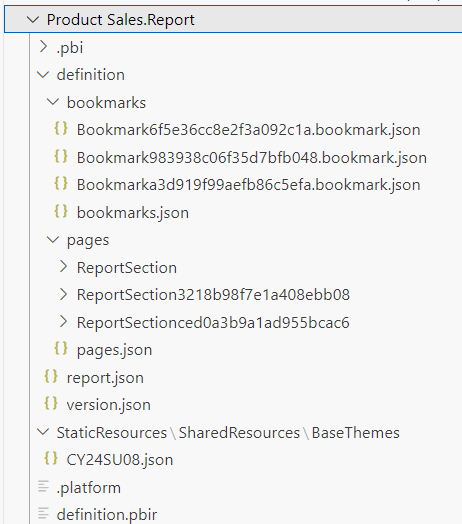 Product Sales.Report
.pbi
definition
bookmarks
{} Bookmark6f5e36cc8e2f3a092c1a.bookmark.json
{} Bookmark983938c06f35d7bfb048.bookmark.json
{} Bookmarka3d919f99aefb86c5efa.bookmark.json
{} bookmarks.json
pages
ReportSection
ReportSection3218b98f7e1a408ebb08
ReportSectionced0a3b9a1ad955bcac6
{} pages.json
{} report.json
{} version.json
StaticResources\SharedResources\BaseThemes
{} CY24SU08.json
.platform
definition.pbir